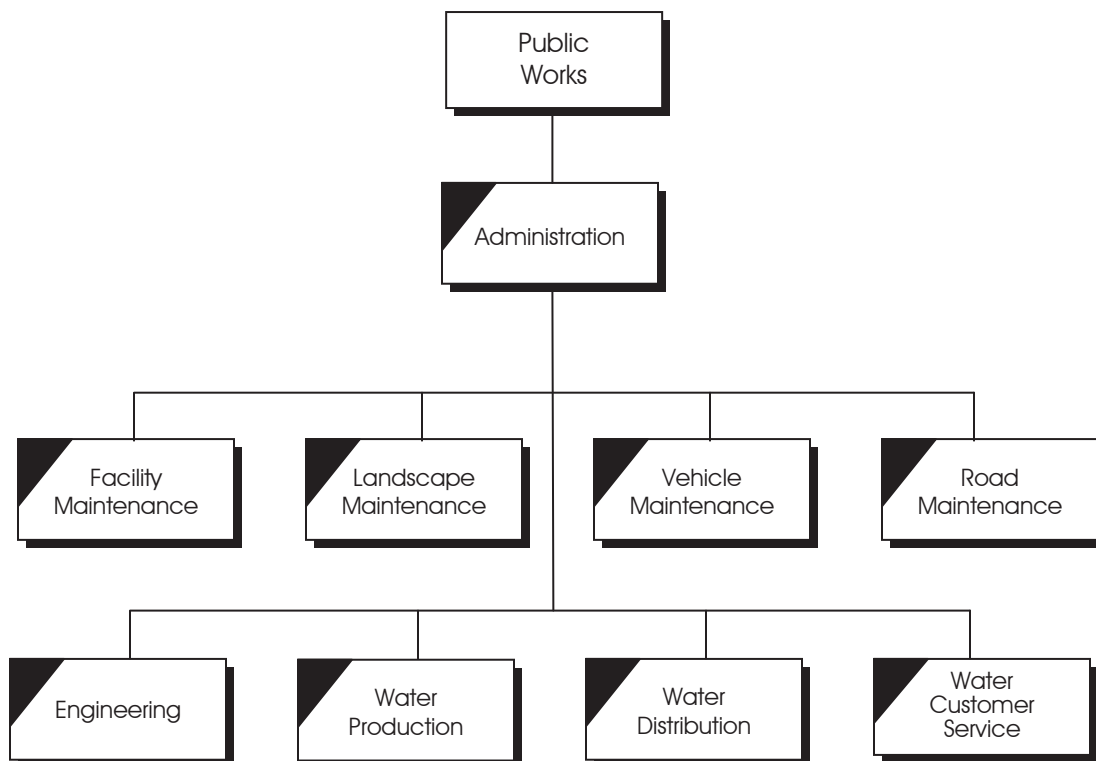 Public
Works
Administration
Facility
Maintenance
Landscape
Maintenance
Vehicle
Maintenance
Road
Maintenance
Engineering
Water
Production
Water
Distribution
Water
Customer
Service